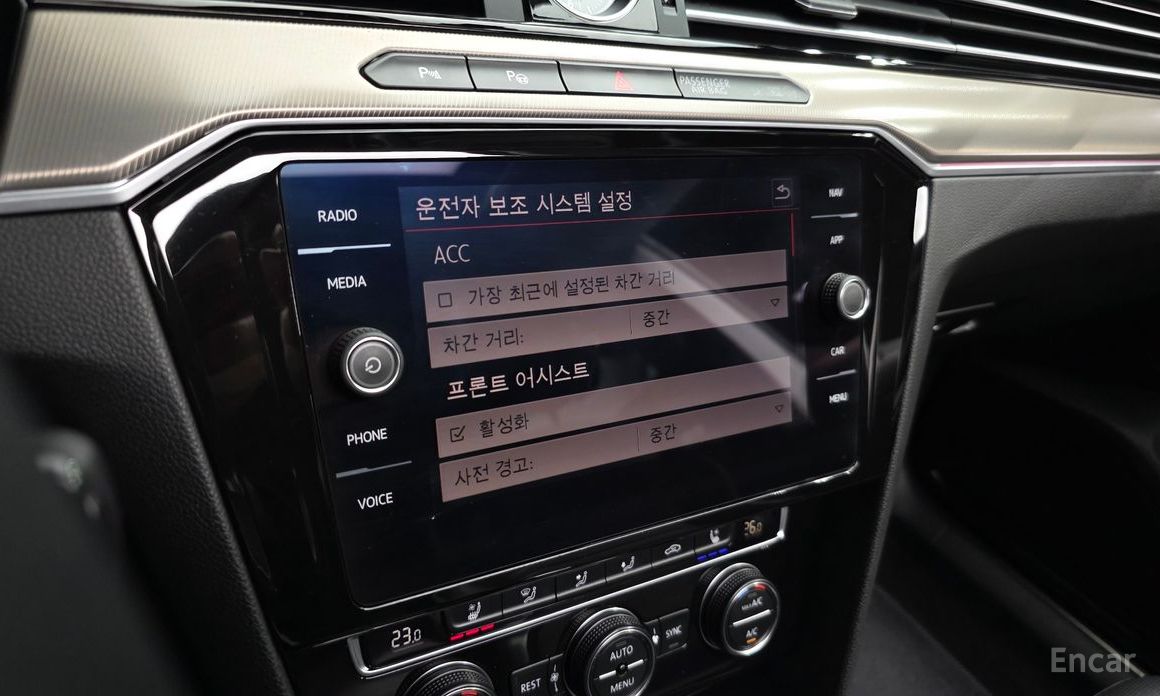 P
P
PASSENGER
AIR BAG
RADIO
MEDIA
PHONE
VOICE
운전자 보조 시스템 설정
ACC
가장 최근에 설정된 차간 거리
차간 거리: 중간
프론트 어시스트
활성화
사전 경고: 중간
NAV
APP
CAR
MENU
23.0
26.0
REST
AUTO
MENU
SYNC
MAX A/C
A/C
Encar